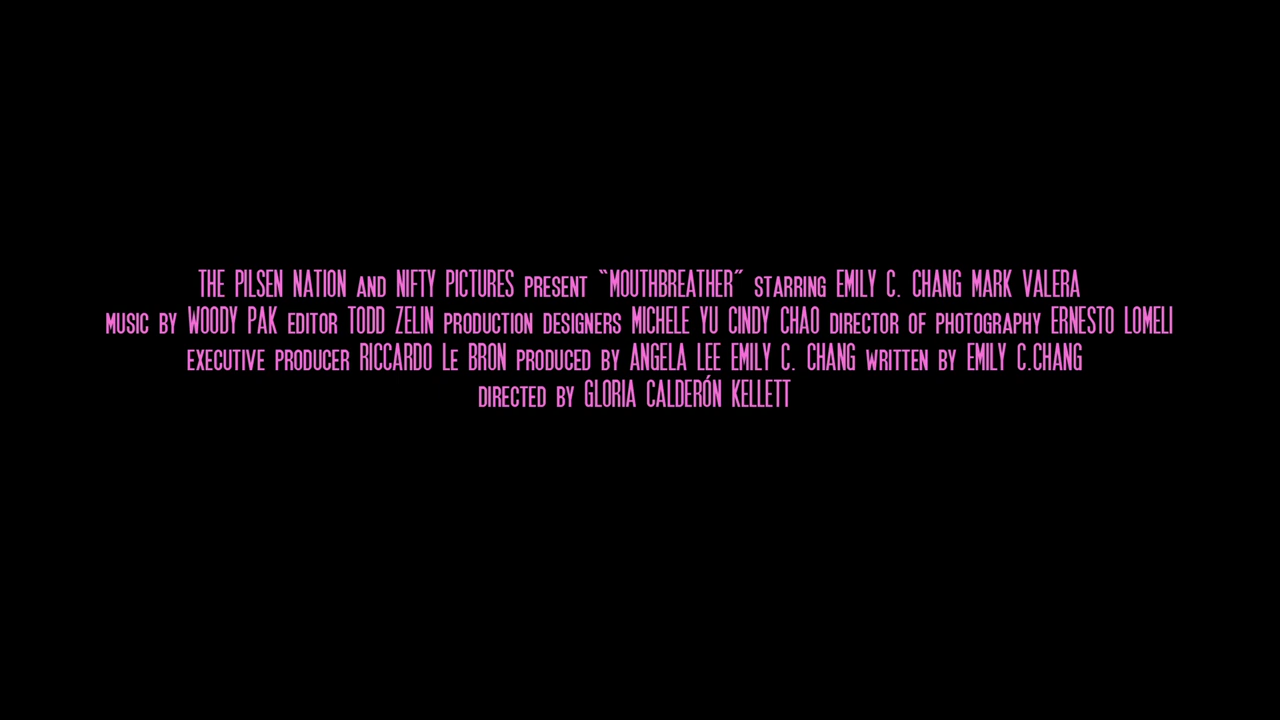 THE PILSEN NATION AND NIFTY PICTURES PRESENT “MOUTHBREATHER” STARRING EMILY C. CHANG MARK VALERA
MUSIC BY WOODY PAK EDITOR TODD ZELIN PRODUCTION DESIGNERS MICHELE YU CINDY CHAO DIRECTOR OF PHOTOGRAPHY ERNESTO LOMELI
EXECUTIVE PRODUCER RICCARDO LE BRON PRODUCED BY ANGELA LEE EMILY C. CHANG WRITTEN BY EMILY C.CHANG
DIRECTED BY GLORIA CALDERÓN KELLETT